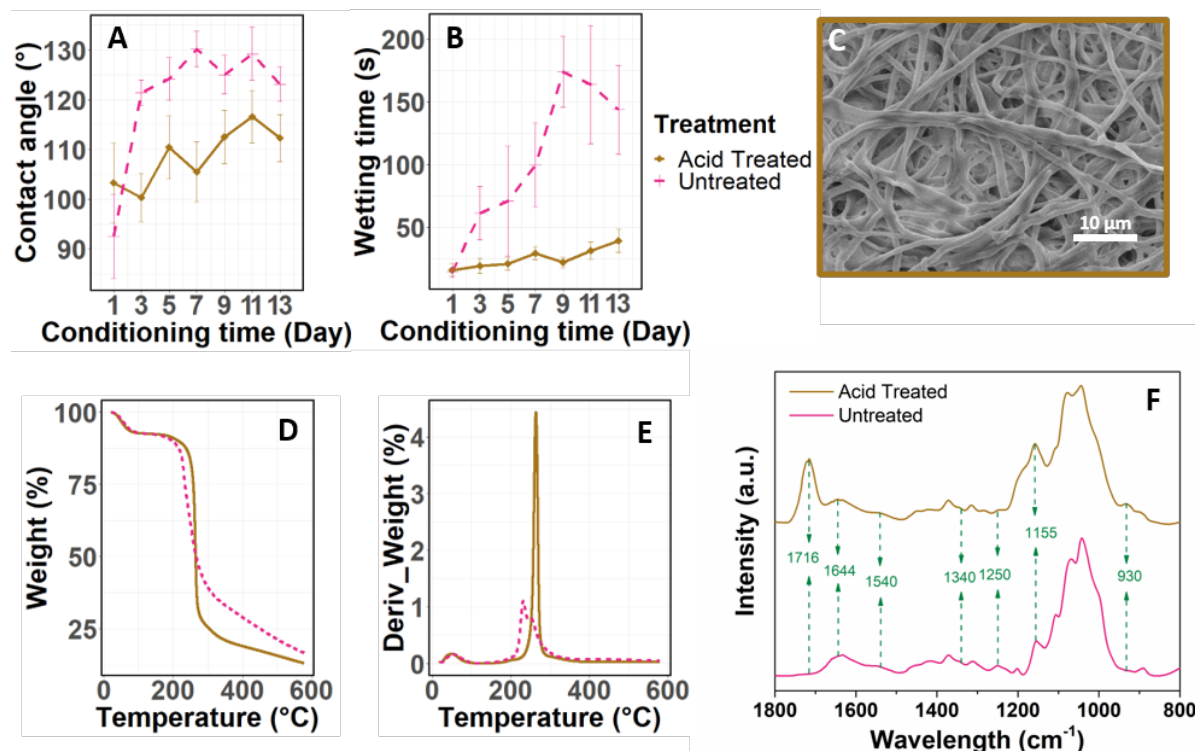 A
Contact angle (°)
130
120
110
100
90
1 3 5 7 9 11 13
Conditioning time (Day)
B
Wetting time (s)
200
150
100
50
1 3 5 7 9 11 13
Conditioning time (Day)
Treatment
Acid Treated
Untreated
C
10 µm
D
Weight (%)
100
75
50
25
0 200 400 600
Temperature (°C)
E
Deriv_Weight (%)
4
3
2
1
0
0 200 400 600
Temperature (°C)
F
Acid Treated
Untreated
Intensity (a.u.)
1716
1644
1540
1340
1250
1155
930
1800 1600 1400 1200 1000 800
Wavelength (cm⁻¹)